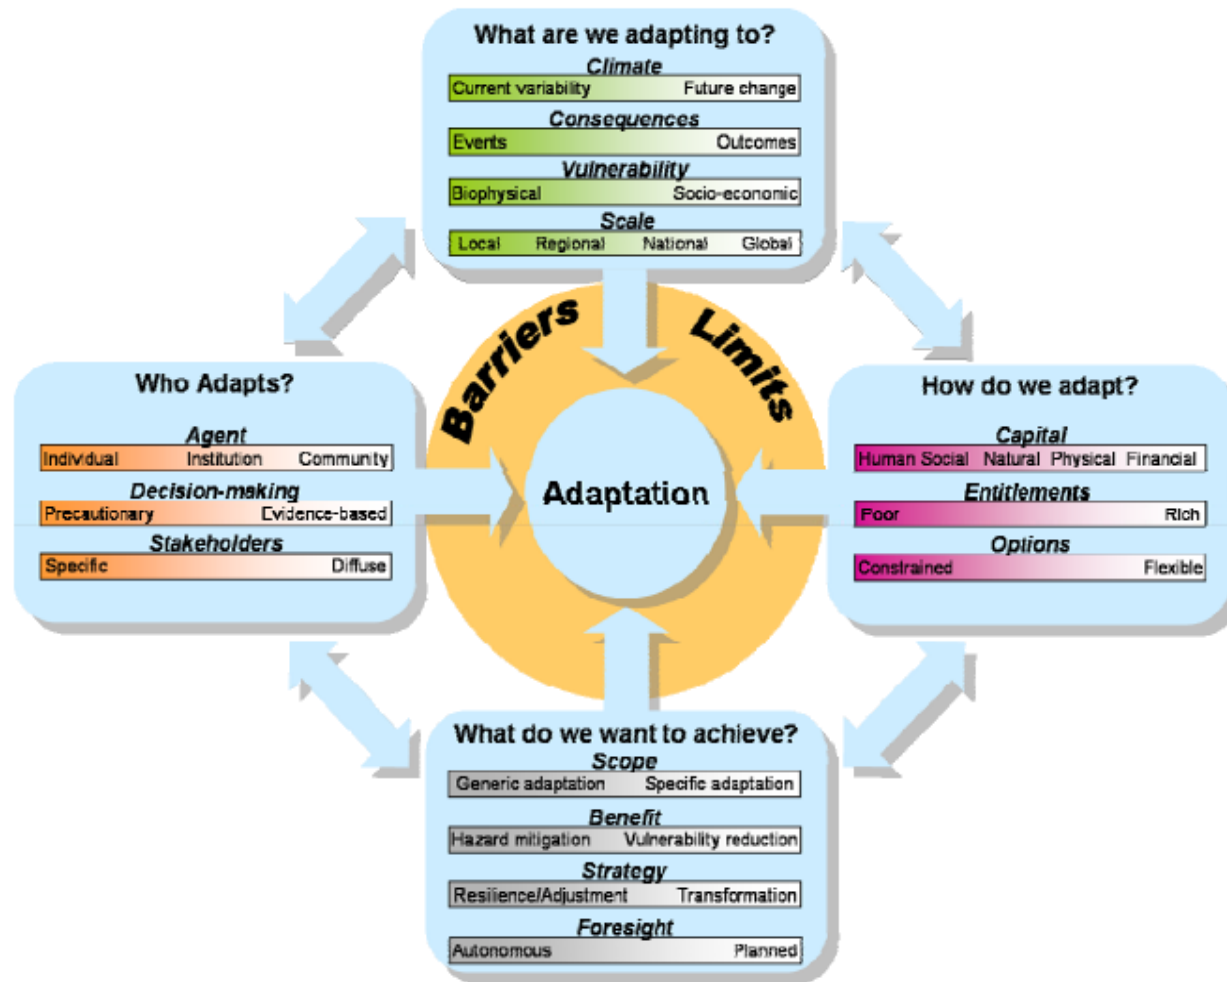 What are we adapting to?
Climate
Current variability Future change
Consequences
Events Outcomes
Vulnerability
Biophysical Socio-economic
Scale
Local Regional National Global
Barriers
Limits
Who Adapts?
Agent
Individual Institution Community
Decision-making
Precautionary Evidence-based
Stakeholders
Specific Diffuse
Adaptation
How do we adapt?
Capital
Human Social Natural Physical Financial
Entitlements
Poor Rich
Options
Constrained Flexible
What do we want to achieve?
Scope
Generic adaptation Specific adaptation
Benefit
Hazard mitigation Vulnerability reduction
Strategy
Resilience/Adjustment Transformation
Foresight
Autonomous Planned